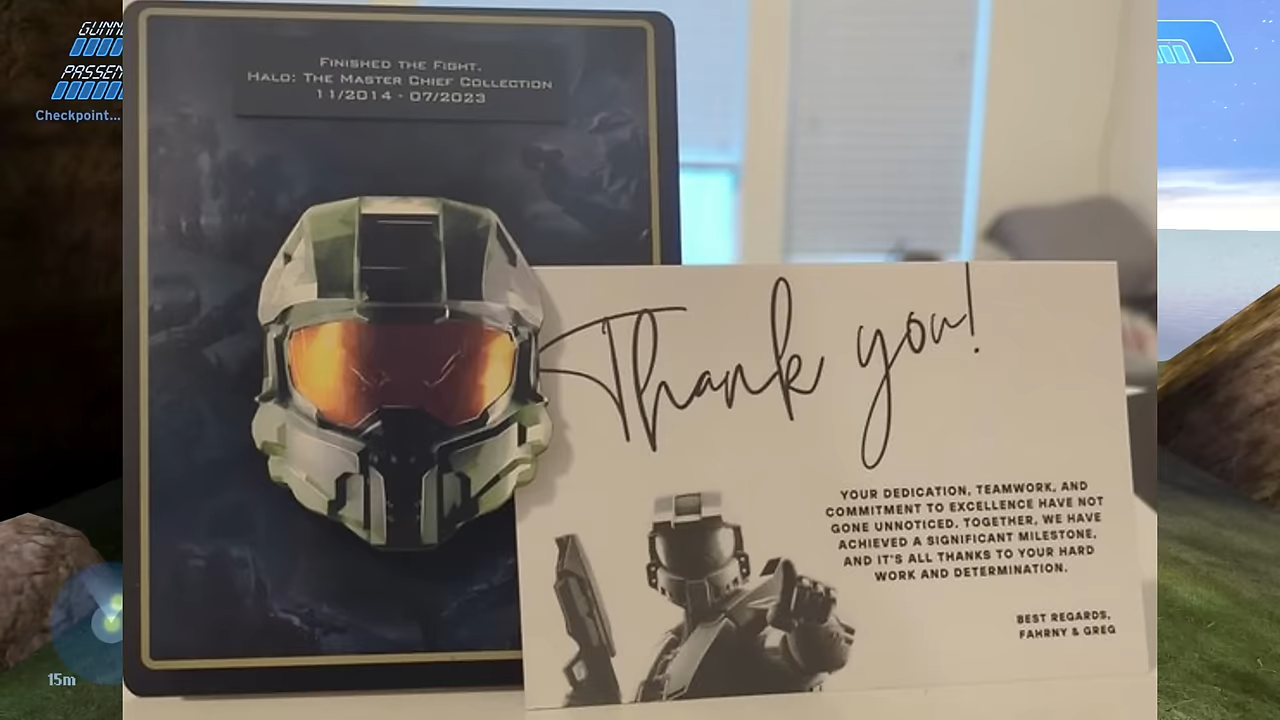 GUNN
PASSEN
Checkpoint...
FINISHED THE FIGHT.
HALO: THE MASTER CHIEF COLLECTION
11/2014 - 07/2023
Thank you!
YOUR DEDICATION, TEAMWORK, AND
COMMITMENT TO EXCELLENCE HAVE NOT
GONE UNNOTICED. TOGETHER, WE HAVE
ACHIEVED A SIGNIFICANT MILESTONE,
AND IT'S ALL THANKS TO YOUR HARD
WORK AND DETERMINATION.
BEST REGARDS,
FAHRNY & GREG
15m